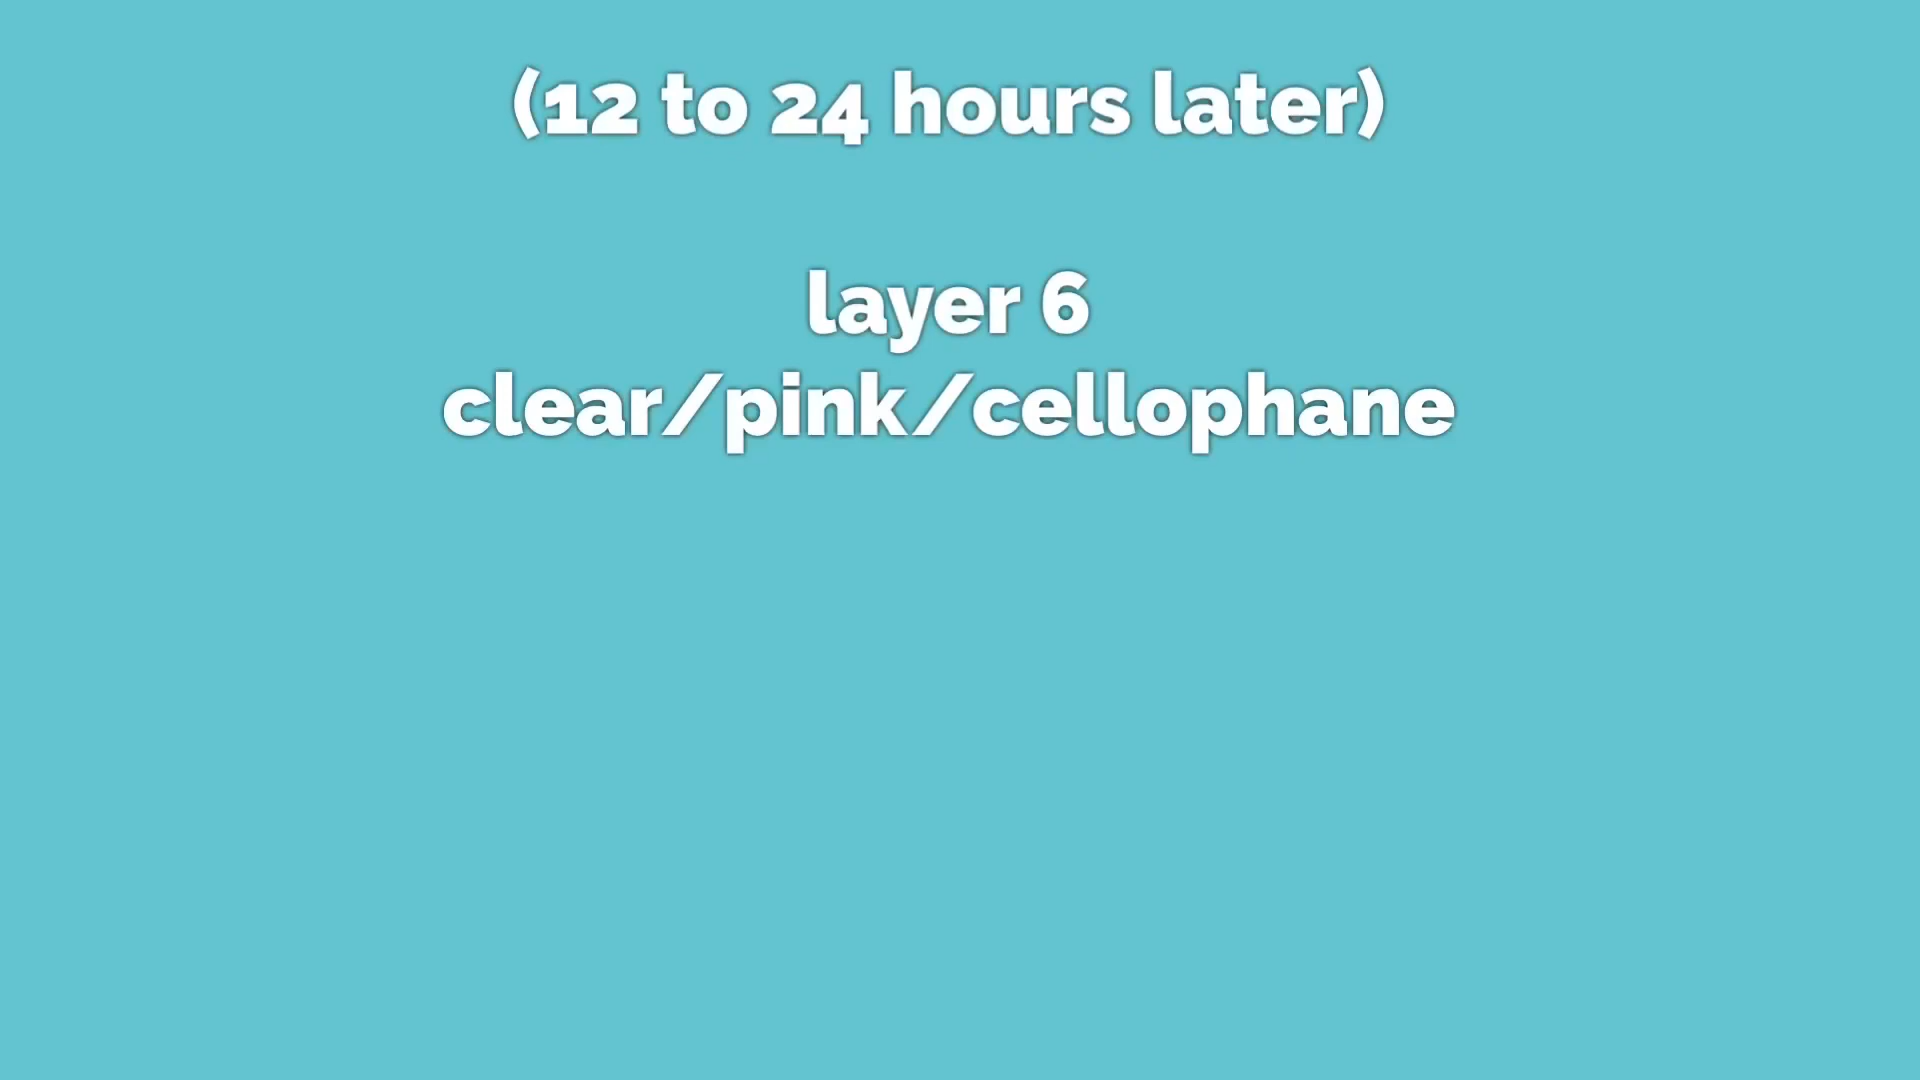 (12 to 24 hours later)
layer 6
clear/pink/cellophane